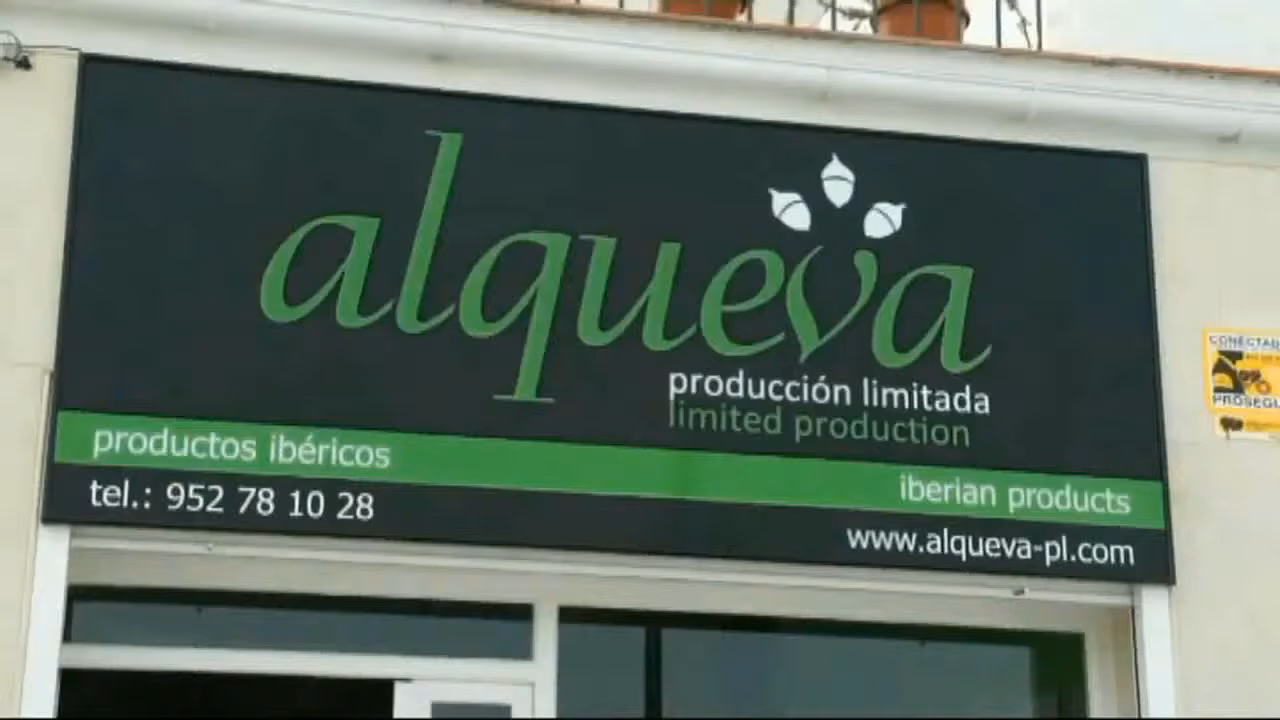 alqueva
producción limitada
limited production
productos ibéricos
iberian products
tel.: 952 78 10 28
www.alqueva-pl.com